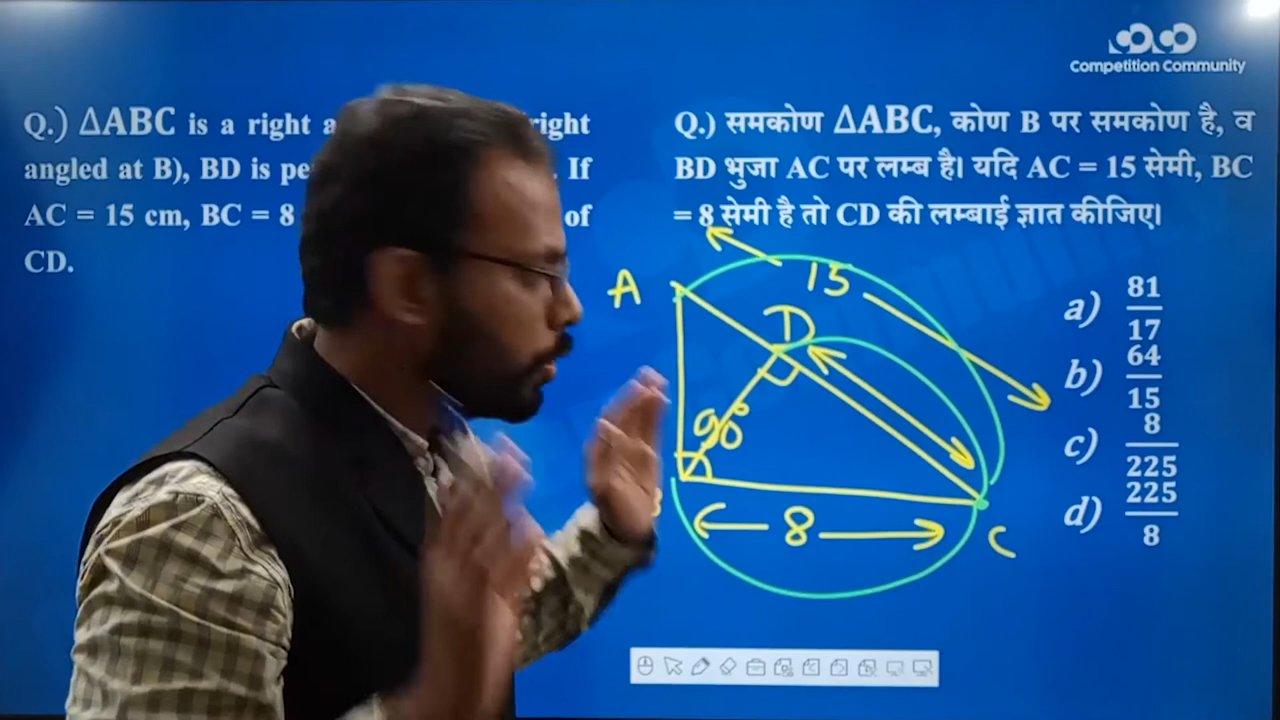 Competition Community
Q.) ΔABC is a right right
angled at B), BD is If
AC = 15 cm, BC = 8 of
CD.
Q.) समकोण ΔABC, कोण B पर समकोण है, व
BD भुजा AC पर लम्ब है। यदि AC = 15 सेमी, BC
= 8 सेमी है तो CD की लम्बाई ज्ञात कीजिए।
A
15
D
90°
8
C
a) 81/17
b) 64/15
c) 8/225
d) 225/8